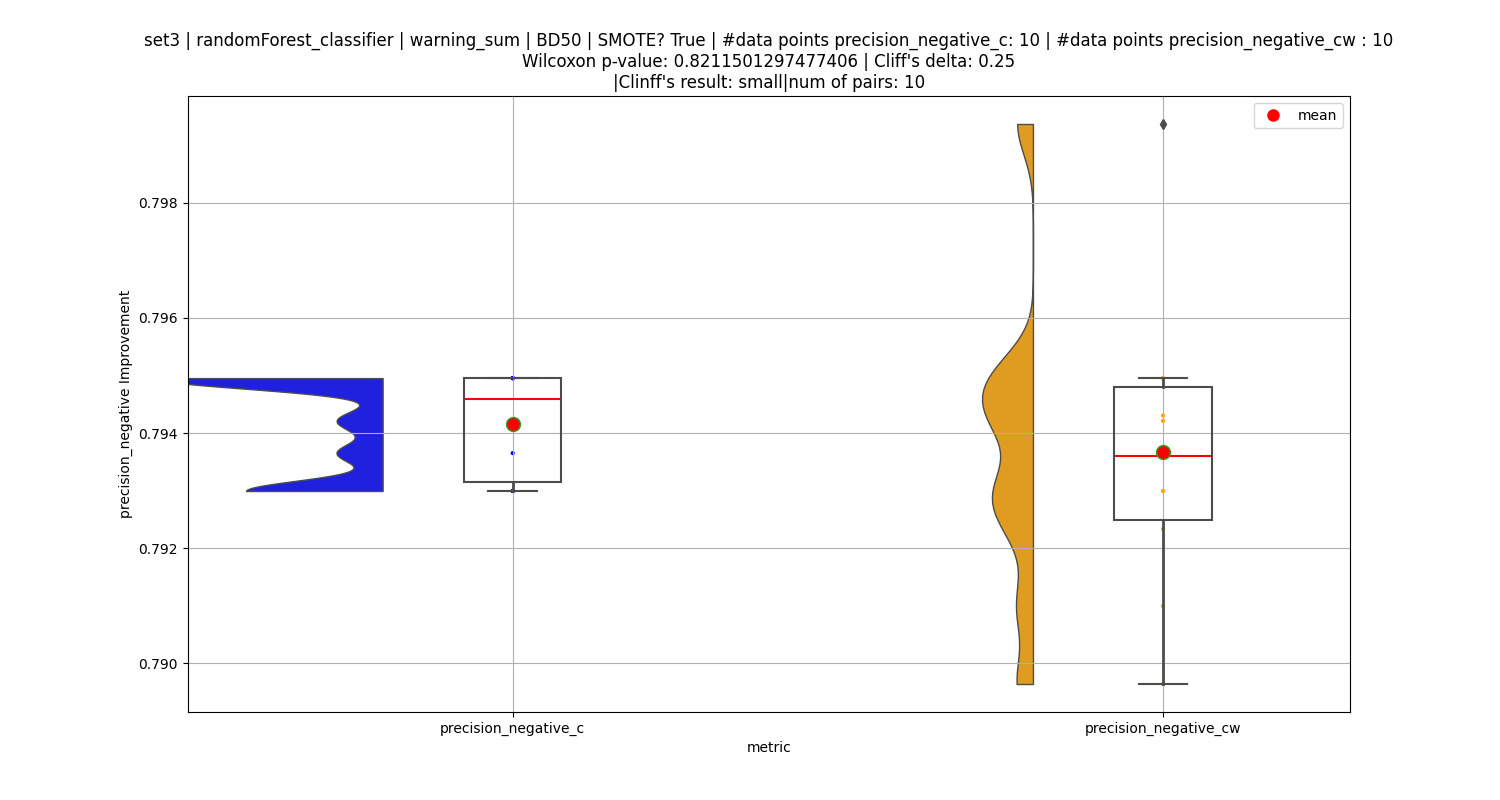 set3 | randomForest_classifier | warning_sum | BD50 | SMOTE? True | #data points precision_negative_c: 10 | #data points precision_negative_cw : 10
Wilcoxon p-value: 0.8211501297477406 | Cliff's delta: 0.25
|Clinff's result: small|num of pairs: 10
mean
0.798
0.796
0.794
0.792
0.790
precision_negative Improvement
precision_negative_c
precision_negative_cw
metric